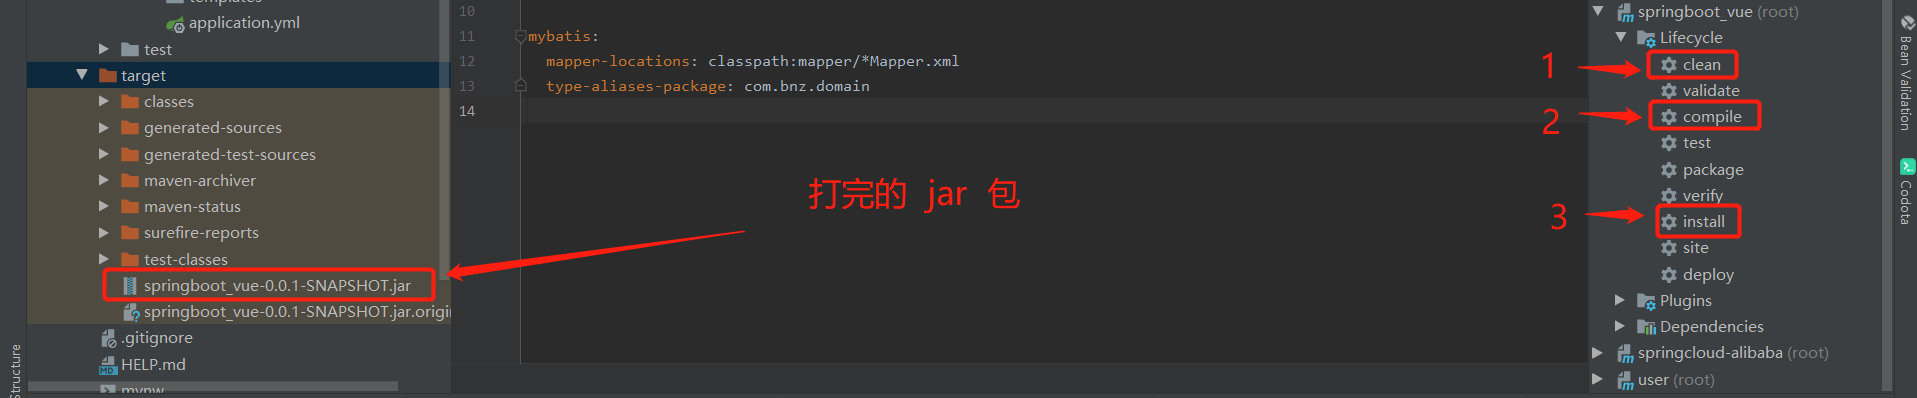 templates
application.yml
test
target
classes
generated-sources
generated-test-sources
maven-archiver
maven-status
surefire-reports
test-classes
springboot_vue-0.0.1-SNAPSHOT.jar
springboot_vue-0.0.1-SNAPSHOT.jar.origi
.gitignore
HELP.md
Structure
10
11 mybatis:
12 mapper-locations: classpath:mapper/*Mapper.xml
13 type-aliases-package: com.bnz.domain
14
打完的 jar 包
springboot_vue (root)
Lifecycle
1 clean
validate
2 compile
test
package
verify
3 install
site
deploy
Plugins
Dependencies
springcloud-alibaba (root)
user (root)
Bean Validation
Codota